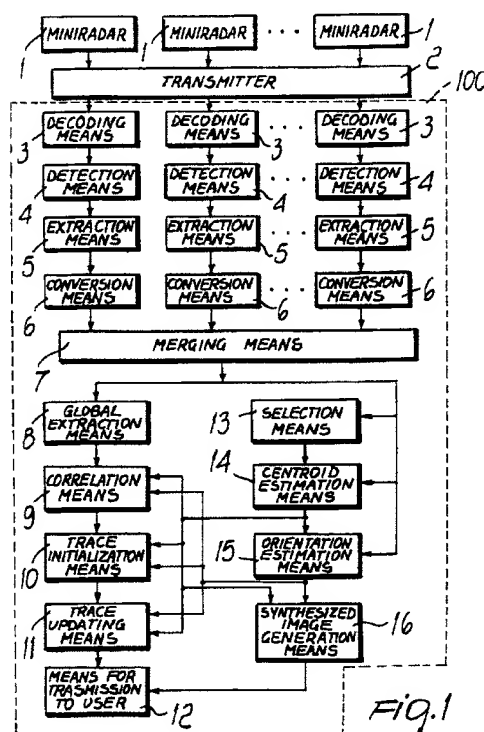 MINIRADAR MINIRADAR · · · MINIRADAR 1
1 1
TRANSMITTER 2
100
DECODING MEANS DECODING MEANS · · · DECODING MEANS 3
3 3
DETECTION MEANS DETECTION MEANS · · · DETECTION MEANS 4
4 4
EXTRACTION MEANS EXTRACTION MEANS · · · EXTRACTION MEANS 5
5 5
CONVERSION MEANS CONVERSION MEANS · · · CONVERSION MEANS 6
6 6
MERGING MEANS
7
GLOBAL EXTRACTION MEANS
8
13 SELECTION MEANS
CORRELATION MEANS
9
14 CENTROID ESTIMATION MEANS
TRACE INITIALIZATION MEANS
10
15 ORIENTATION ESTIMATION MEANS
TRACE UPDATING MEANS
11
SYNTHESIZED IMAGE GENERATION MEANS 16
MEANS FOR TRASMISSION TO USER 12
Fig.1